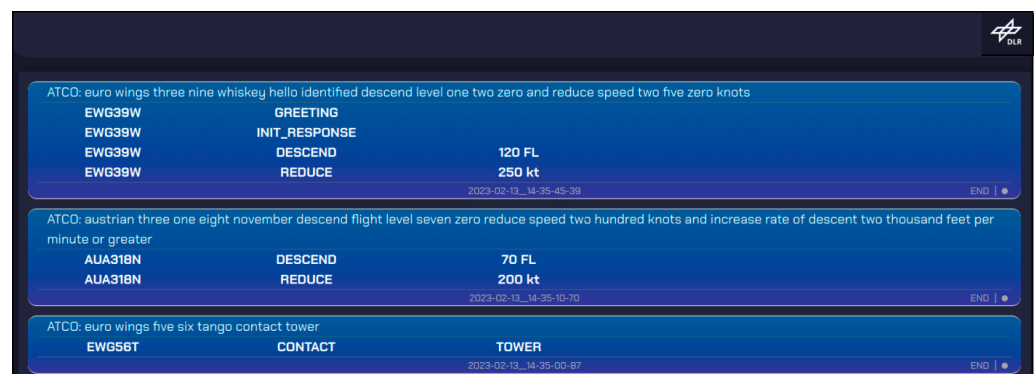 DLR
ATCO: euro wings three nine whiskey hello identified descend level one two zero and reduce speed two five zero knots
EWG39W GREETING
EWG39W INIT_RESPONSE
EWG39W DESCEND 120 FL
EWG39W REDUCE 250 kt
2023-02-13__14-35-45-39 END | ●
ATCO: austrian three one eight november descend flight level seven zero reduce speed two hundred knots and increase rate of descent two thousand feet per
minute or greater
AUA318N DESCEND 70 FL
AUA318N REDUCE 200 kt
2023-02-13__14-35-10-70 END | ●
ATCO: euro wings five six tango contact tower
EWG56T CONTACT TOWER
2023-02-13__14-35-00-87 END | ●